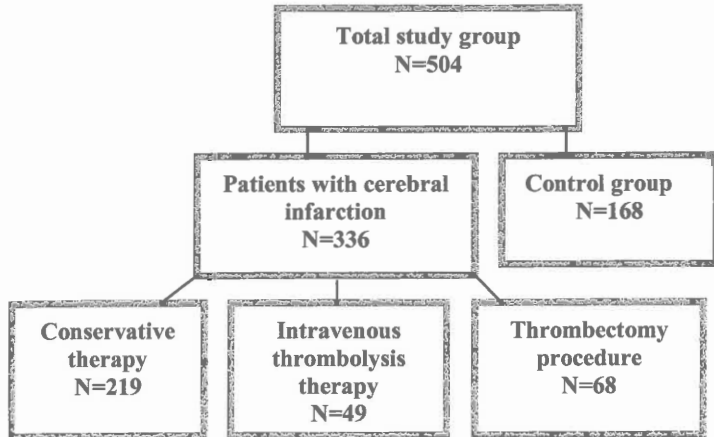 Total study group
N=504
Patients with cerebral
infarction
N=336
Control group
N=168
Conservative
therapy
N=219
Intravenous
thrombolysis
therapy
N=49
Thrombectomy
procedure
N=68